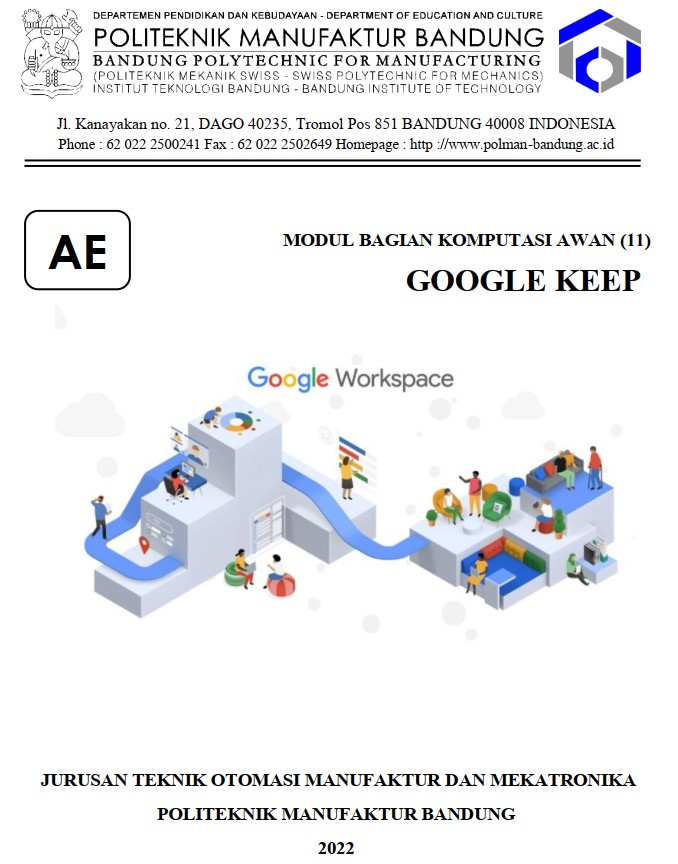 DEPARTEMEN PENDIDIKAN DAN KEBUDAYAAN - DEPARTMENT OF EDUCATION AND CULTURE
POLITEKNIK MANUFAKTUR BANDUNG
BANDUNG POLYTECHNIC FOR MANUFACTURING
(POLITEKNIK MEKANIK SWISS - SWISS POLYTECHNIC FOR MECHANICS)
INSTITUT TEKNOLOGI BANDUNG - BANDUNG INSTITUTE OF TECHNOLOGY
Jl. Kanayakan no. 21, DAGO 40235, Tromol Pos 851 BANDUNG 40008 INDONESIA
Phone : 62 022 2500241 Fax : 62 022 2502649 Homepage : http ://www.polman-bandung.ac.id
AE
MODUL BAGIAN KOMPUTASI AWAN (11)
GOOGLE KEEP
Google Workspace
JURUSAN TEKNIK OTOMASI MANUFAKTUR DAN MEKATRONIKA
POLITEKNIK MANUFAKTUR BANDUNG
2022